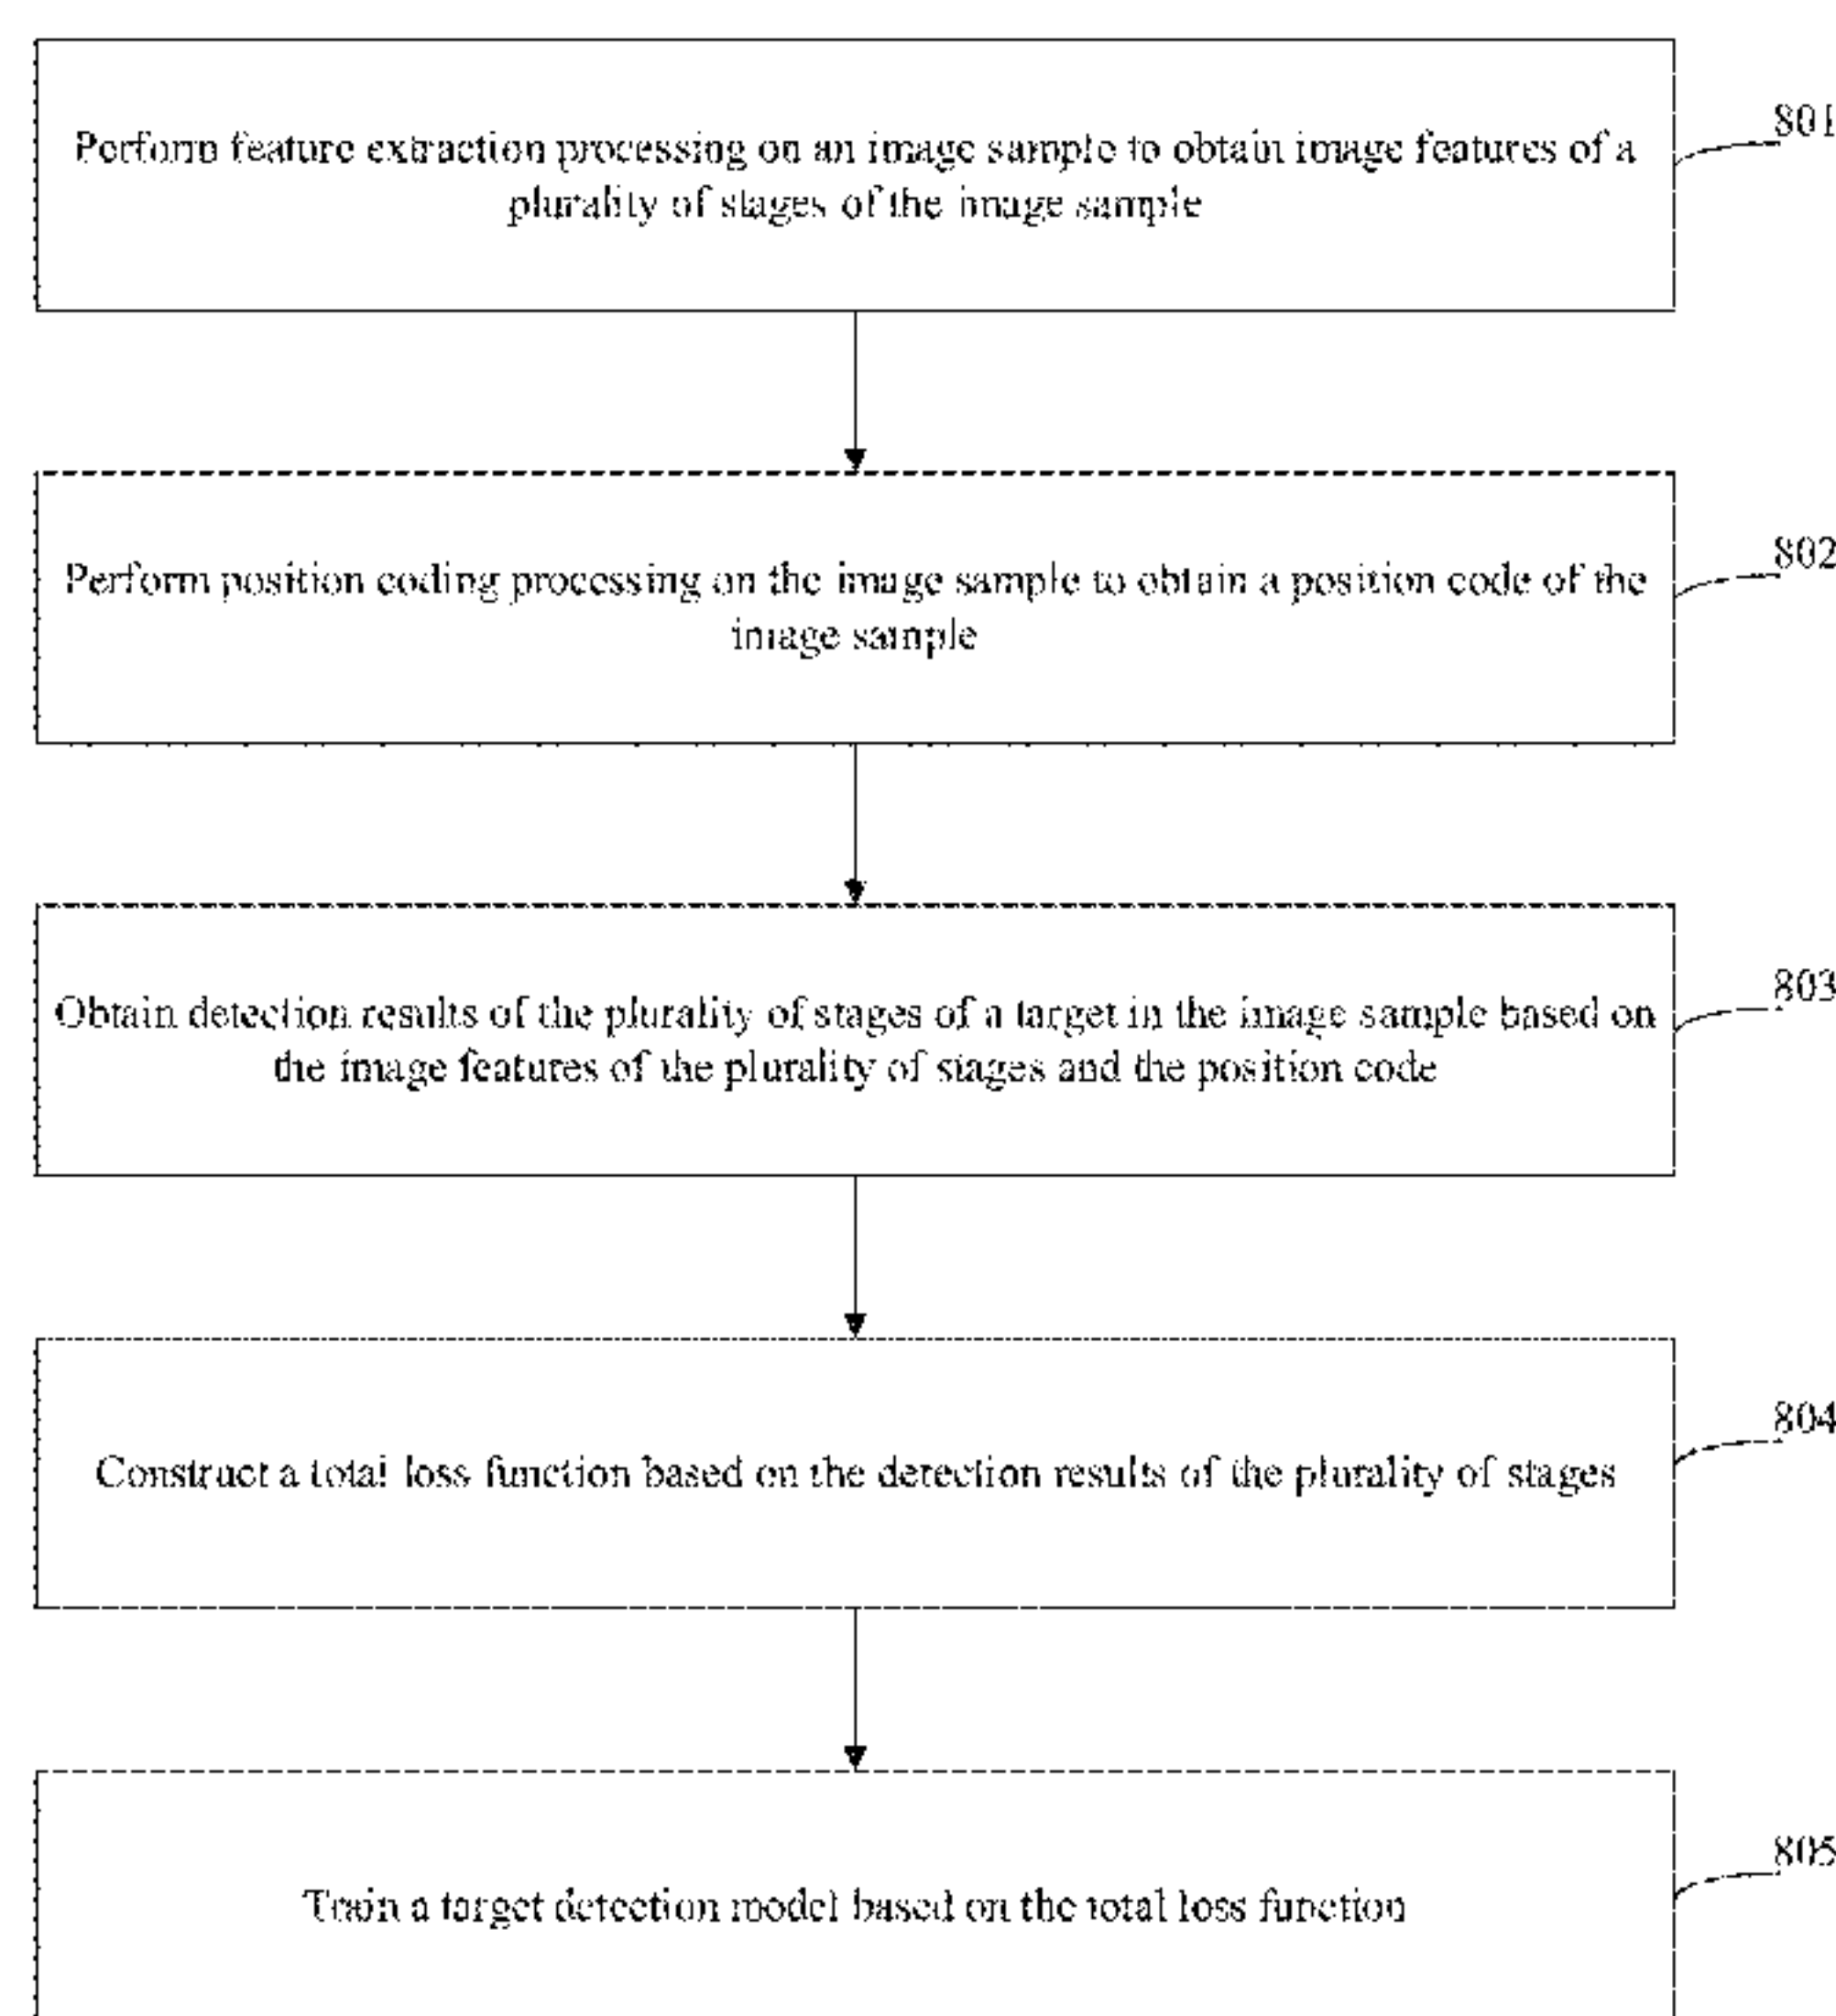 801
Perform feature extraction processing on an image sample to obtain image features of a
plurality of stages of the image sample
802
Perform position coding processing on the image sample to obtain a position code of the
image sample
803
Obtain detection results of the plurality of stages of a target in the image sample based on
the image features of the plurality of stages and the position code
804
Construct a total loss function based on the detection results of the plurality of stages
805
Train a target detection model based on the total loss function